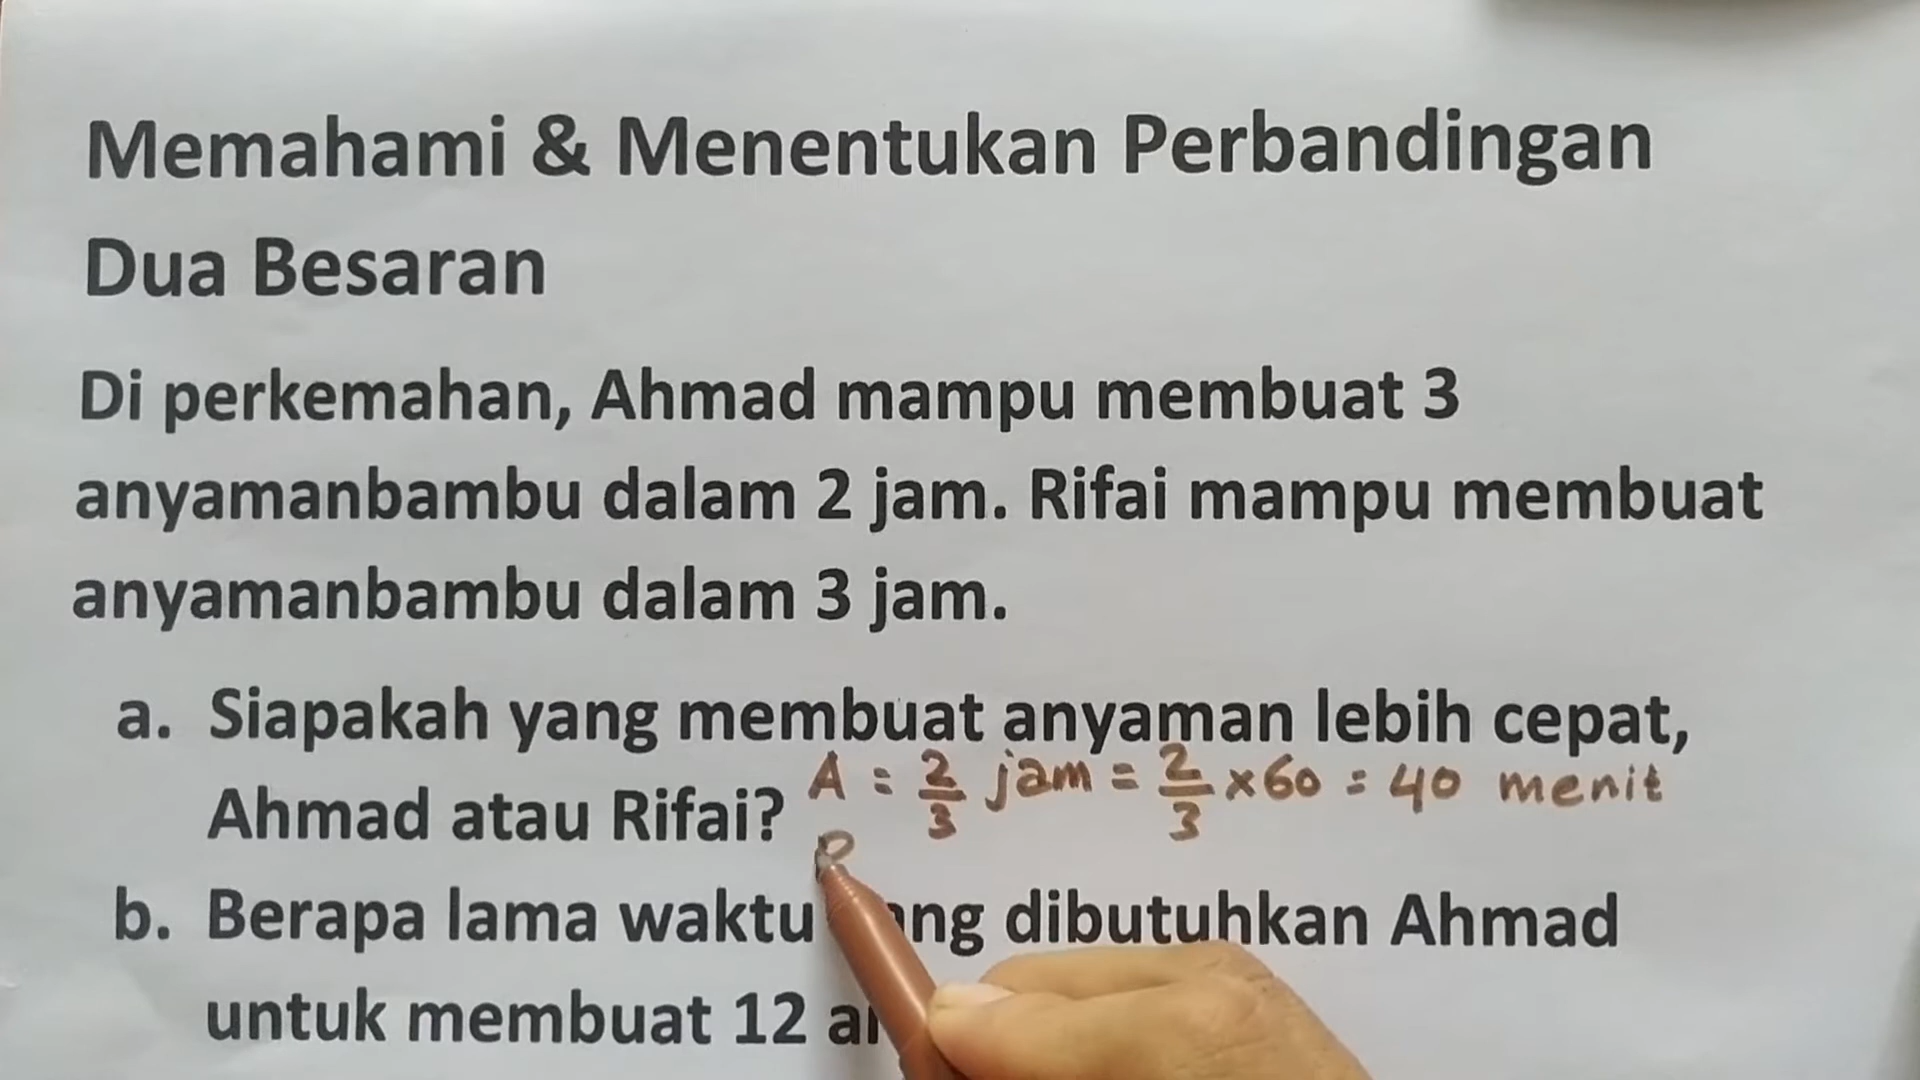 Memahami & Menentukan Perbandingan
Dua Besaran
Di perkemahan, Ahmad mampu membuat 3
anyamanbambu dalam 2 jam. Rifai mampu membuat
anyamanbambu dalam 3 jam.
a. Siapakah yang membuat anyaman lebih cepat,
Ahmad atau Rifai?
A = 2/3 jam = 2/3 x 60 = 40 menit
b. Berapa lama waktu dibutuhkan Ahmad
untuk membuat 12